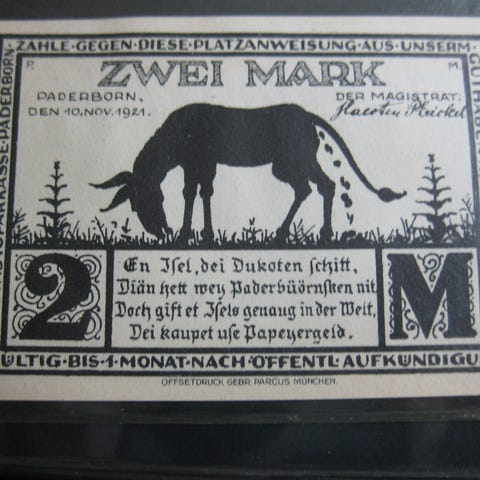 ZAHLE·GEGEN·DIESE·PLATZANWEISUNG·AUS·UNSERM
ZWEI MARK
PADERBORN,
DEN 10. NOV. 1921.
DER MAGISTRAT.
2
En Isel, dei Dukoten schitt,
Diän hett wey Paderbüörnsken nit
Doch gift et Isels genaug in der Welt,
Dei kaupet use Papeyergeld.
M
ÜLTIG·BIS·1·MONAT·NACH·ÖFFENTL·AUFKÜNDIGU
OFFSETDRUCK GEBR. PARCUS MÜNCHEN.